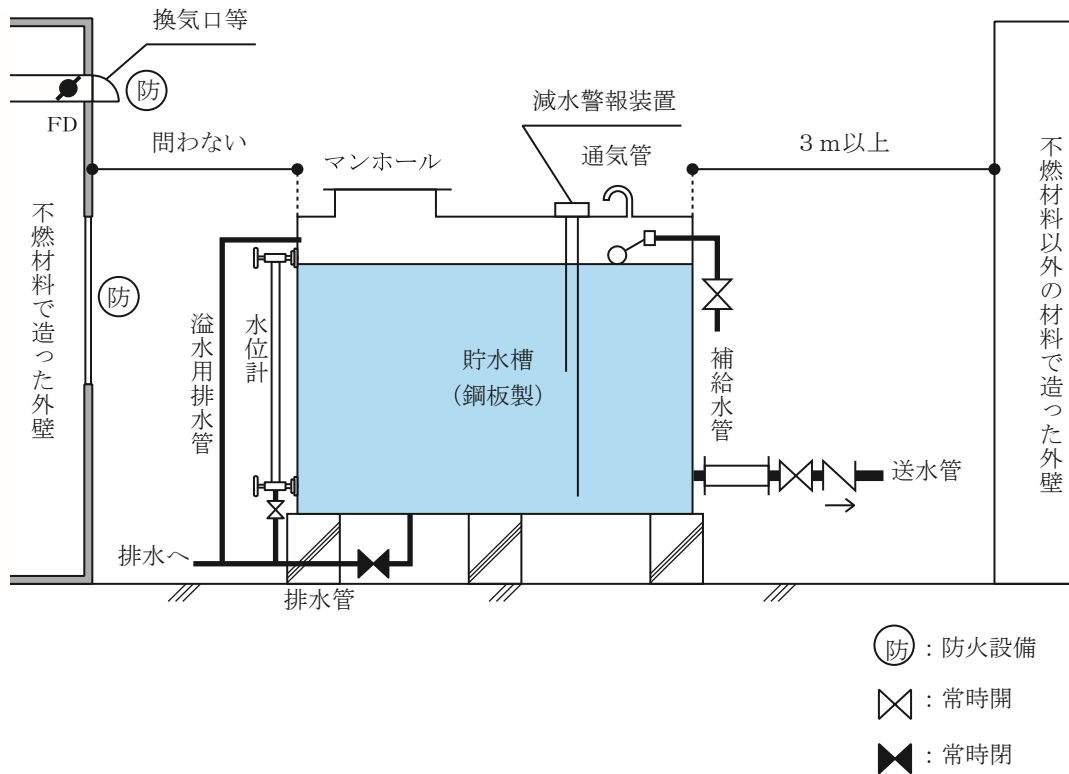 換気口等
防
FD
減水警報装置
問わない
マンホール
通気管
3m以上
不燃材料で造った外壁
防
溢水用排水管
水位計
貯水槽
(鋼板製)
補給水管
送水管
不燃材料以外の材料で造った外壁
排水へ
排水管
防：防火設備
：常時開
：常時閉